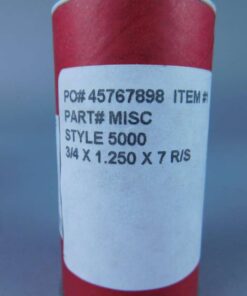 PO# 45767898 ITEM #
PART# MISC
STYLE 5000
3/4 X 1.250 X 7 R/S